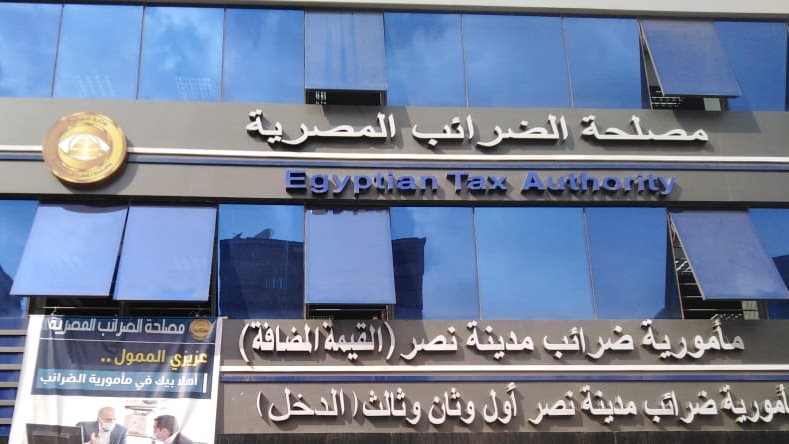 مصلحة الضرائب المصرية
Egyptian Tax Authority
مأمورية ضرائب مدينة نصر (القيمة المضافة)
مأمورية ضرائب مدينة نصر أول وثان وثالث (الدخل)
مصلحة الضرائب المصرية
عزيزي الممول ..
أهلا بيك في مأمورية الضرائب